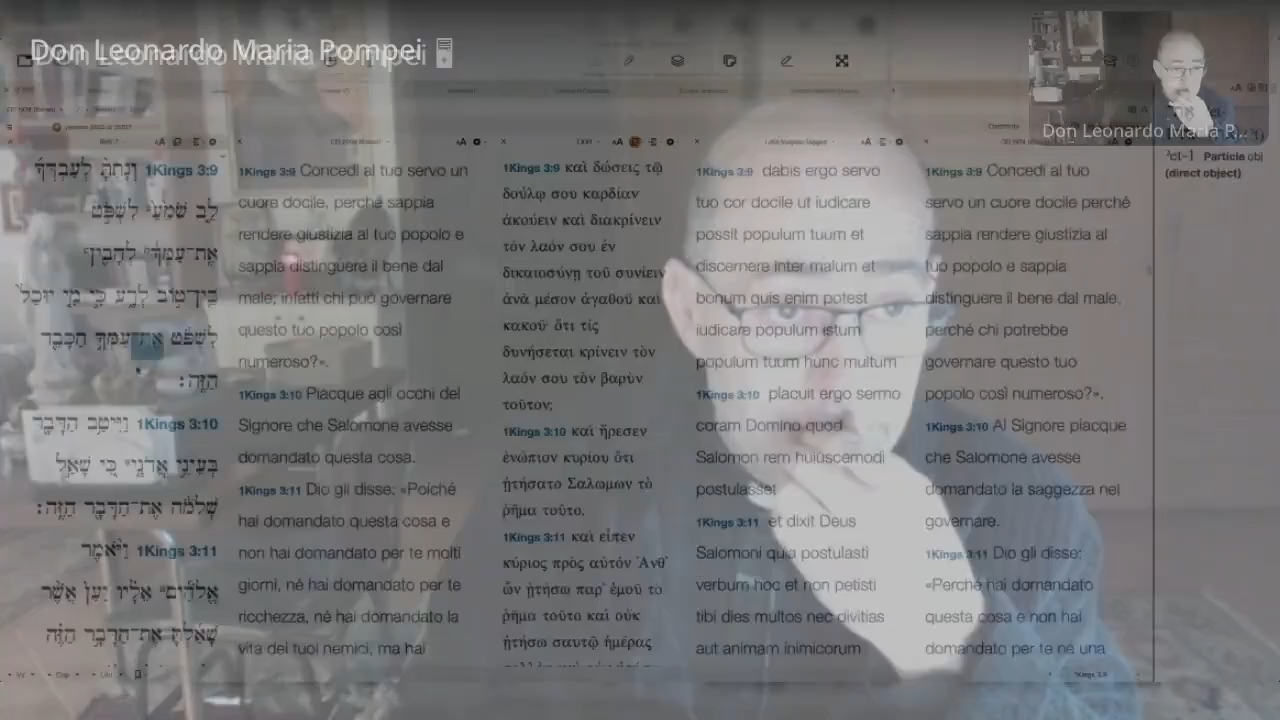 Don Leonardo Maria Pompei
Don Leonardo Maria P...
1Kings 3:9 וְנָתַתָּ לְעַבְדְּךָ
לֵב שֹׁמֵעַ לִשְׁפֹּט
אֶת־עַמְּךָ לְהָבִין
בֵּין־טוֹב לְרָע כִּי מִי יוּכַל
לִשְׁפֹּט אֶת־עַמְּךָ הַכָּבֵד
הַזֶּה׃
1Kings 3:10 וַיִּיטַב הַדָּבָר
בְּעֵינֵי אֲדֹנָי כִּי שָׁאַל
שְׁלֹמֹה אֶת־הַדָּבָר הַזֶּה׃
1Kings 3:11 וַיֹּאמֶר
אֱלֹהִים אֵלָיו יַעַן אֲשֶׁר
שָׁאַלְתָּ אֶת־הַדָּבָר הַזֶּה
1Kings 3:9 Concedi al tuo servo un
cuore docile, perché sappia
rendere giustizia al tuo popolo e
sappia distinguere il bene dal
male; infatti chi può governare
questo tuo popolo così
numeroso?».
1Kings 3:10 Piacque agli occhi del
Signore che Salomone avesse
domandato questa cosa.
1Kings 3:11 Dio gli disse: «Poiché
hai domandato questa cosa e
non hai domandato per te molti
giorni, né hai domandato per te
ricchezza, né hai domandato la
vita dei tuoi nemici, ma hai
1Kings 3:9 καὶ δώσεις τῷ
δούλῳ σου καρδίαν
ἀκούειν καὶ διακρίνειν
τὸν λαόν σου ἐν
δικαιοσύνῃ τοῦ συνίειν
ἀνὰ μέσον ἀγαθοῦ καὶ
κακοῦ· ὅτι τίς
δυνήσεται κρίνειν τὸν
λαόν σου τὸν βαρὺν
τοῦτον;
1Kings 3:10 καὶ ἤρεσεν
ἐνώπιον κυρίου ὅτι
ᾐτήσατο Σαλωμων τὸ
ῥῆμα τοῦτο,
1Kings 3:11 καὶ εἶπεν
κύριος πρὸς αὐτόν Ἀνθ᾽
ὧν ᾐτήσω παρ᾽ ἐμοῦ τὸ
ῥῆμα τοῦτο καὶ οὐκ
ᾐτήσω σαυτῷ ἡμέρας
1Kings 3:9 dabis ergo servo
tuo cor docile ut iudicare
possit populum tuum et
discernere inter malum et
bonum quis enim potest
iudicare populum istum
populum tuum hunc multum
1Kings 3:10 placuit ergo sermo
coram Domino quod
Salomon rem huiuscemodi
postulasset
1Kings 3:11 et dixit Deus
Salomoni quia postulasti
verbum hoc et non petisti
tibi dies multos nec divitias
aut animam inimicorum
1Kings 3:9 Concedi al tuo
servo un cuore docile perché
sappia rendere giustizia al
tuo popolo e sappia
distinguere il bene dal male,
perché chi potrebbe
governare questo tuo
popolo così numeroso?».
1Kings 3:10 Al Signore piacque
che Salomone avesse
domandato la saggezza nel
governare.
1Kings 3:11 Dio gli disse:
«Perché hai domandato
questa cosa e non hai
domandato per te né una
Particle obj
(direct object)
1Kings 3:9